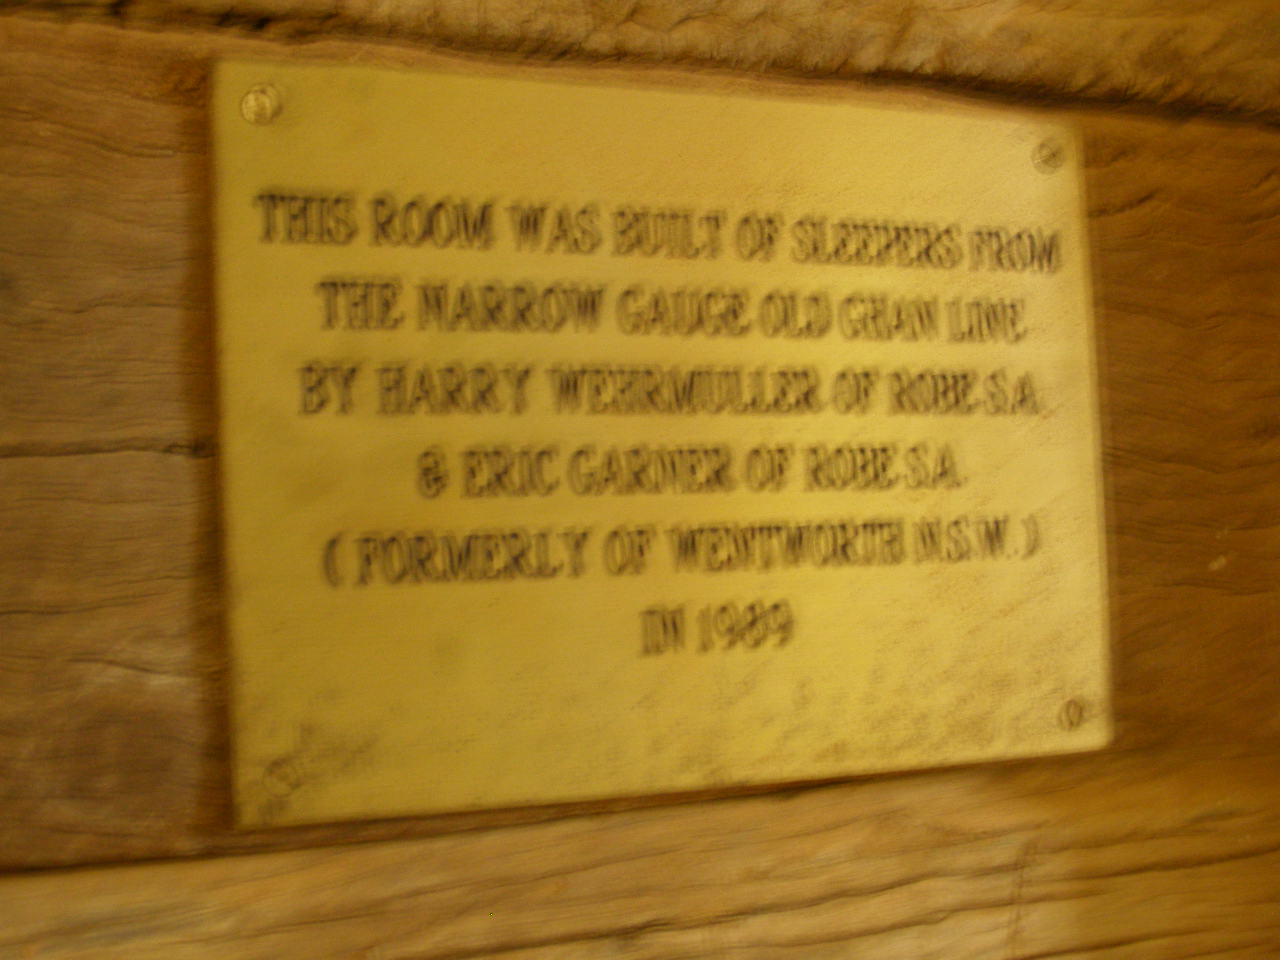 THIS ROOM WAS BUILT OF SLEEPERS FROM
THE NARROW GAUGE OLD GHAN LINE
BY HARRY WEHRMULLER OF ROBE S.A.
& ERIC GARNER OF ROBE S.A.
( FORMERLY OF WENTWORTH N.S.W. )
IN 1989